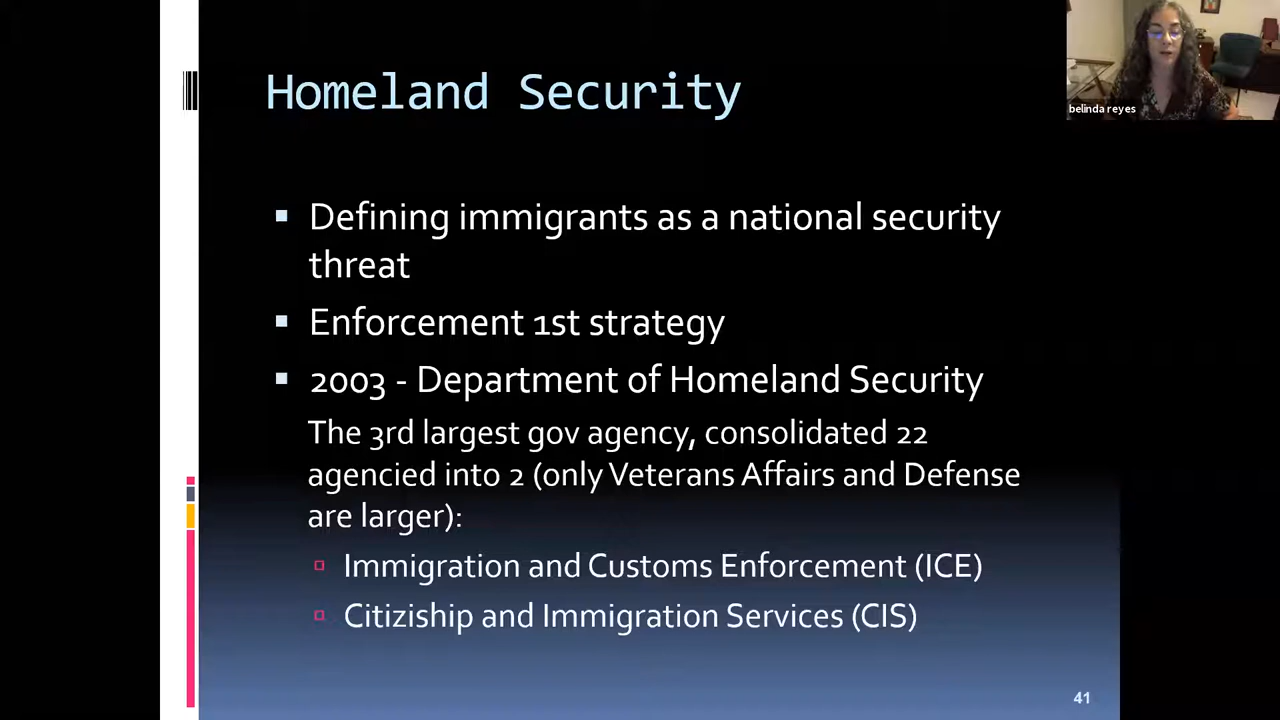 Homeland Security
belinda reyes
Defining immigrants as a national security
threat
Enforcement 1st strategy
2003 - Department of Homeland Security
The 3rd largest gov agency, consolidated 22
agencied into 2 (only Veterans Affairs and Defense
are larger):
Immigration and Customs Enforcement (ICE)
Citiziship and Immigration Services (CIS)
41